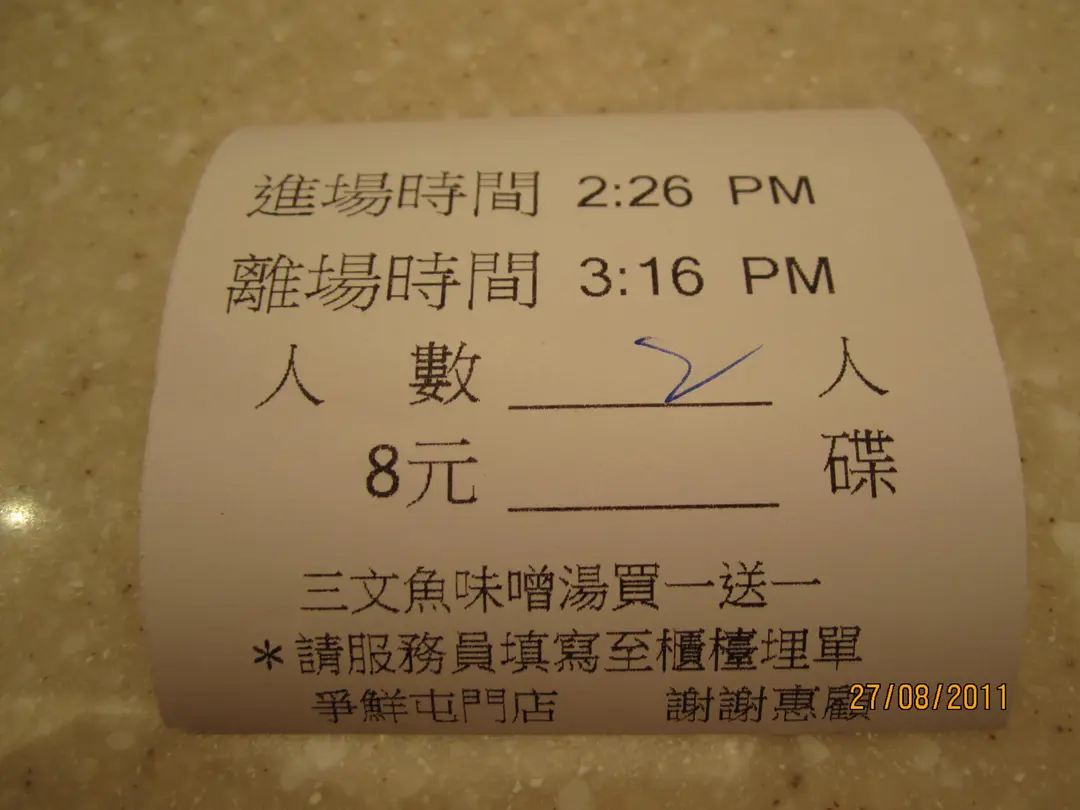 進場時間 2:26 PM
離場時間 3:16 PM
人 數 2 人
8元 碟
三文魚味噌湯買一送一
*請服務員填寫至櫃檯埋單
爭鮮屯門店 謝謝惠顧
27/08/2011